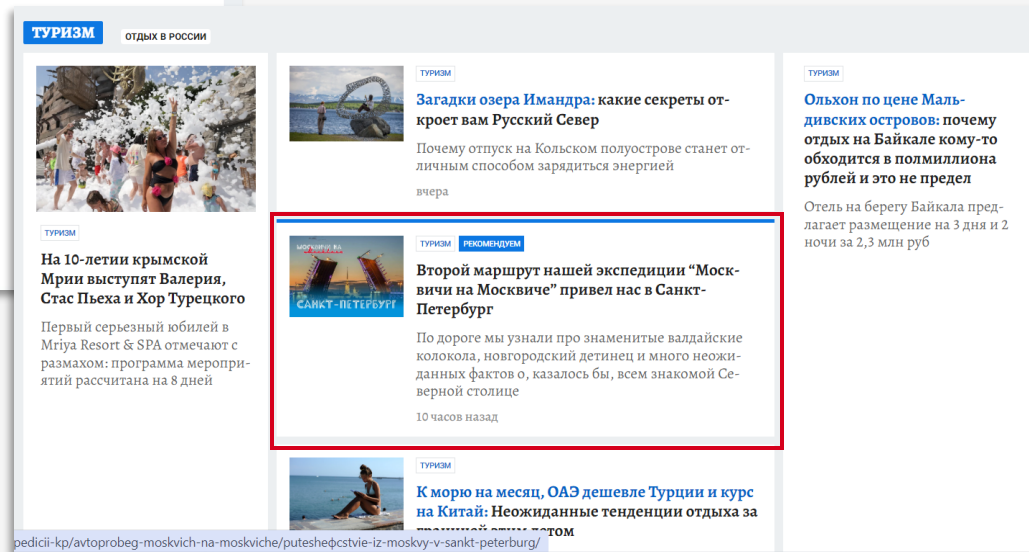 ТУРИЗМ
ОТДЫХ В РОССИИ
ТУРИЗМ
На 10-летии крымской
Мрии выступят Валерия,
Стас Пьеха и Хор Турецкого
Первый серьезный юбилей в
Mriya Resort & SPA отмечают с
размахом: программа меропри-
ятий рассчитана на 8 дней
ТУРИЗМ
Загадки озера Имандра: какие секреты от-
кроет вам Русский Север
Почему отпуск на Кольском полуострове станет от-
личным способом зарядиться энергией
вчера
МОСКВИЧИ НА
САНКТ-ПЕТЕРБУРГ
ТУРИЗМ РЕКОМЕНДУЕМ
Второй маршрут нашей экспедиции “Моск-
вичи на Москвиче” привел нас в Санкт-
Петербург
По дороге мы узнали про знаменитые валдайские
колокола, новгородский детинец и много неожи-
данных фактов о, казалось бы, всем знакомой Се-
верной столице
10 часов назад
ТУРИЗМ
К морю на месяц, ОАЭ дешевле Турции и курс
на Китай: Неожиданные тенденции отдыха за
границей этим летом
ТУРИЗМ
Ольхон по цене Маль-
дивских островов: почему
отдых на Байкале кому-то
обходится в полмиллиона
рублей и это не предел
Отель на берегу Байкала пред-
лагает размещение на 3 дня и 2
ночи за 2,3 млн руб
pedicii-kp/avtoprobeg-moskvich-na-moskviche/putesheфcstvie-iz-moskvy-v-sankt-peterburg/